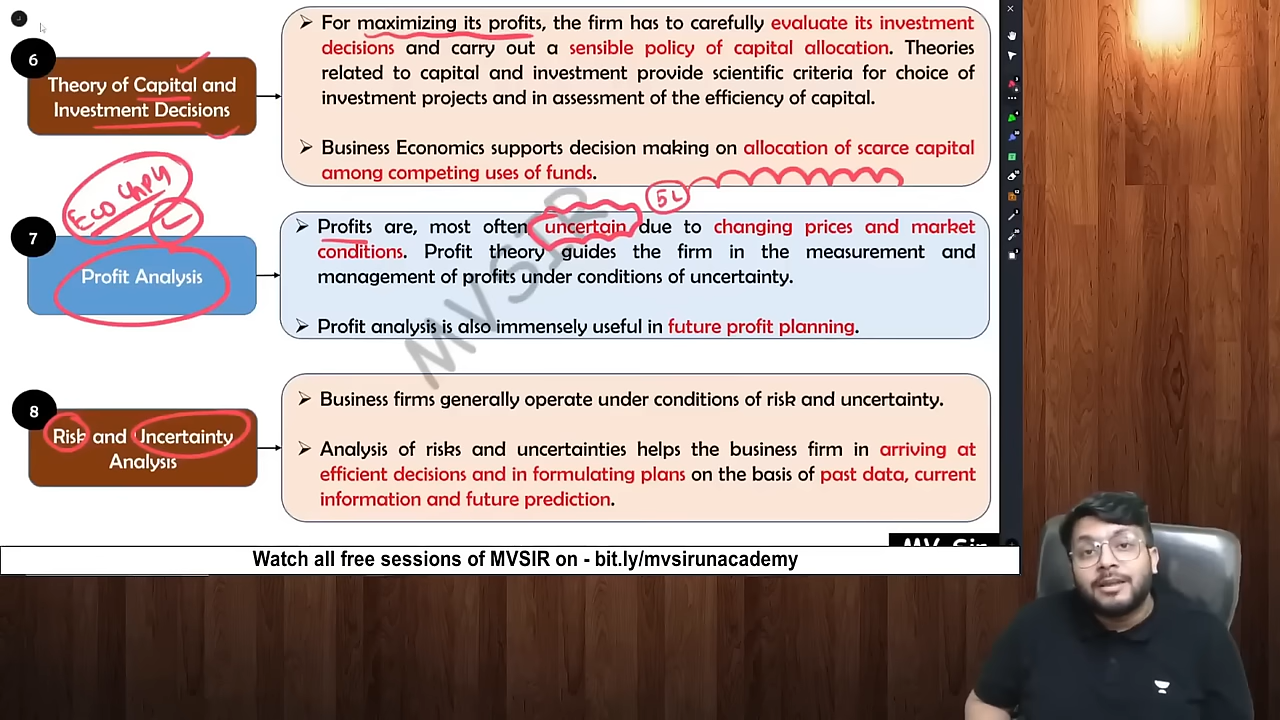 6
Theory of Capital and
Investment Decisions
➢ For maximizing its profits, the firm has to carefully evaluate its investment
decisions and carry out a sensible policy of capital allocation. Theories
related to capital and investment provide scientific criteria for choice of
investment projects and in assessment of the efficiency of capital.
➢ Business Economics supports decision making on allocation of scarce capital
among competing uses of funds.
Eco
5L
7
Profit Analysis
➢ Profits are, most often uncertain due to changing prices and market
conditions. Profit theory guides the firm in the measurement and
management of profits under conditions of uncertainty.
➢ Profit analysis is also immensely useful in future profit planning.
MVSIR
8
Risk and Uncertainty
Analysis
➢ Business firms generally operate under conditions of risk and uncertainty.
➢ Analysis of risks and uncertainties helps the business firm in arriving at
efficient decisions and in formulating plans on the basis of past data, current
information and future prediction.
MV Sir
Watch all free sessions of MVSIR on - bit.ly/mvsirunacademy